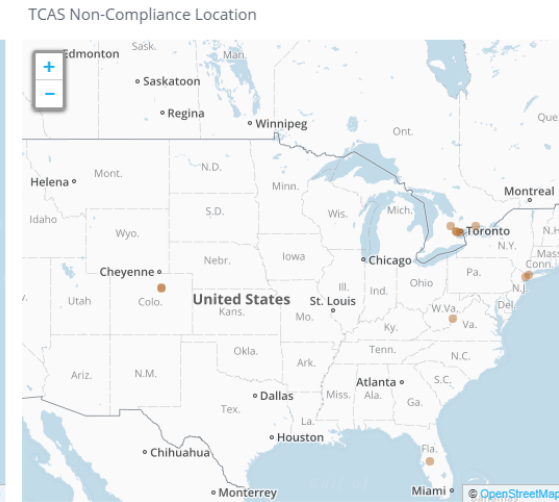 TCAS Non-Compliance Location
+
−
Edmonton
Sask.
Man.
Saskatoon
Regina
Winnipeg
Ont.
Que
Montreal
Helena
Mont.
N.D.
Minn.
Idaho
Wyo.
S.D.
Wis.
Mich.
Toronto
N.H
N.Y.
Mass
Conn.
Cheyenne
Nebr.
Iowa
Chicago
Pa.
N.J.
Utah
Colo.
United States
Kans.
St. Louis
Mo.
Ill.
Ind.
Ohio
W.Va.
Va.
Del.
Ky.
Ariz.
N.M.
Okla.
Ark.
Tenn.
N.C.
Atlanta
S.C.
Dallas
Tex.
Miss.
Ala.
Ga.
La.
Houston
Chihuahua
Fla.
Monterrey
Miami
© OpenStreetMap